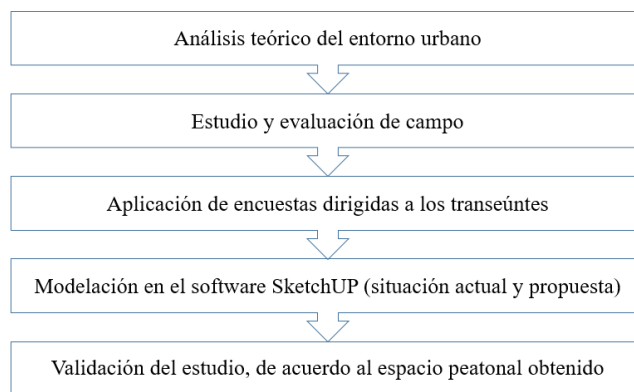 Análisis teórico del entorno urbano
Estudio y evaluación de campo
Aplicación de encuestas dirigidas a los transeúntes
Modelación en el software SketchUP (situación actual y propuesta)
Validación del estudio, de acuerdo al espacio peatonal obtenido